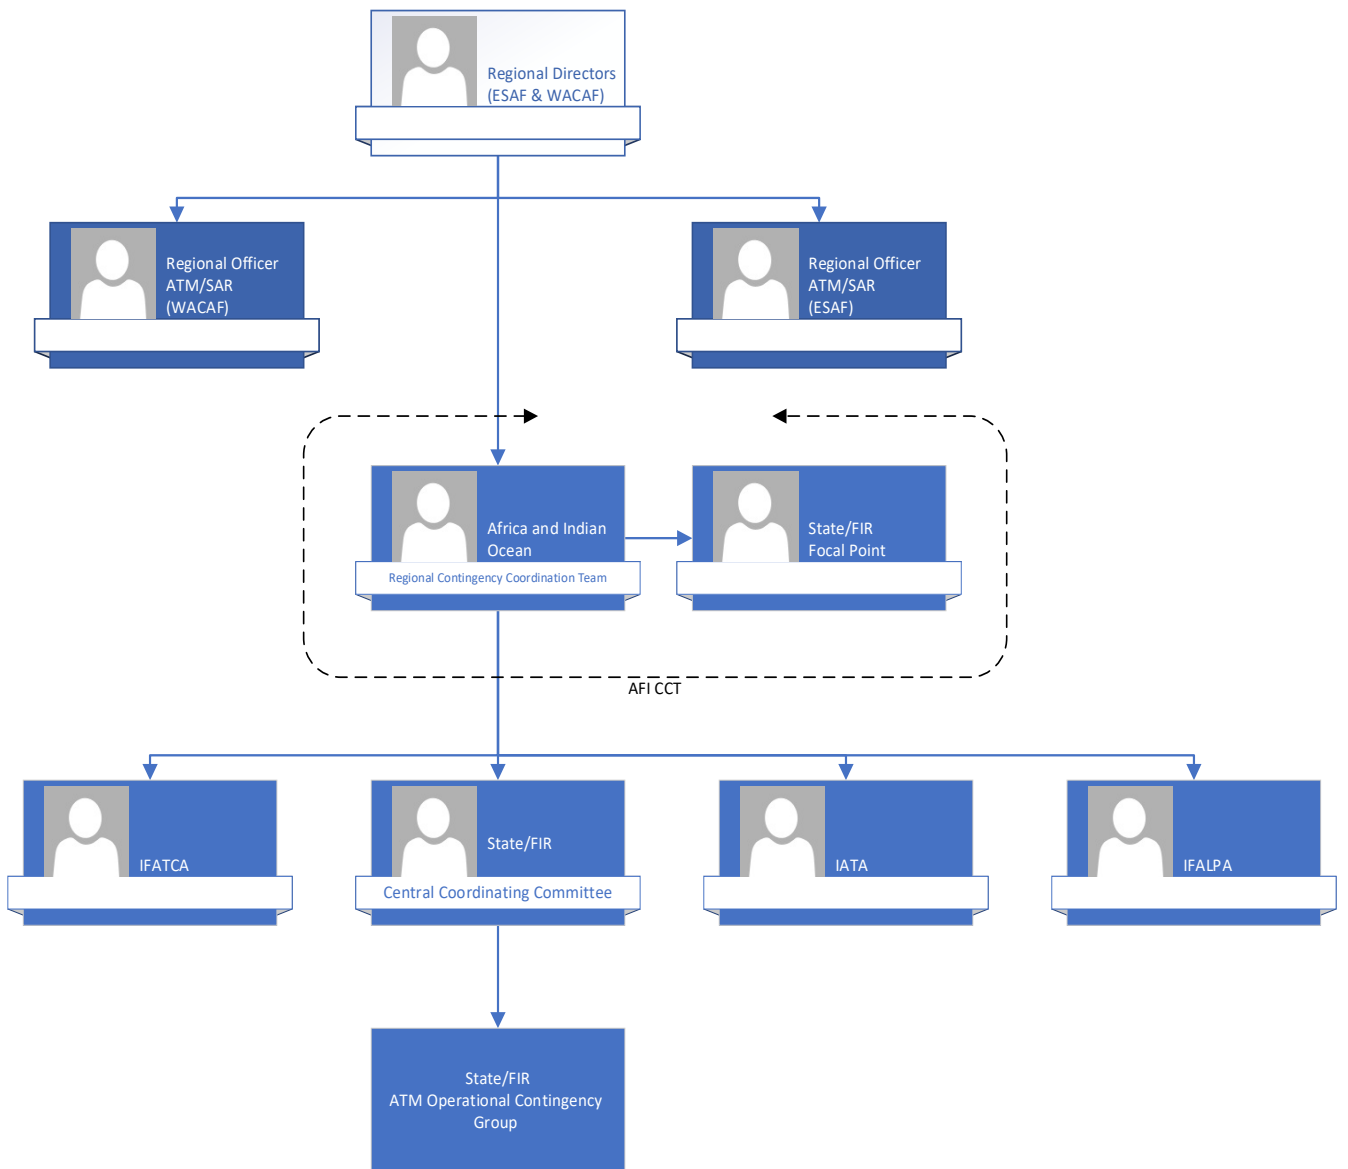 Regional Directors
(ESAF & WACAF)
Regional Officer
ATM/SAR
(WACAF)
Regional Officer
ATM/SAR
(ESAF)
Africa and Indian
Ocean
Regional Contingency Coordination Team
State/FIR
Focal Point
AFI CCT
IFATCA
State/FIR
Central Coordinating Committee
IATA
IFALPA
State/FIR
ATM Operational Contingency
Group